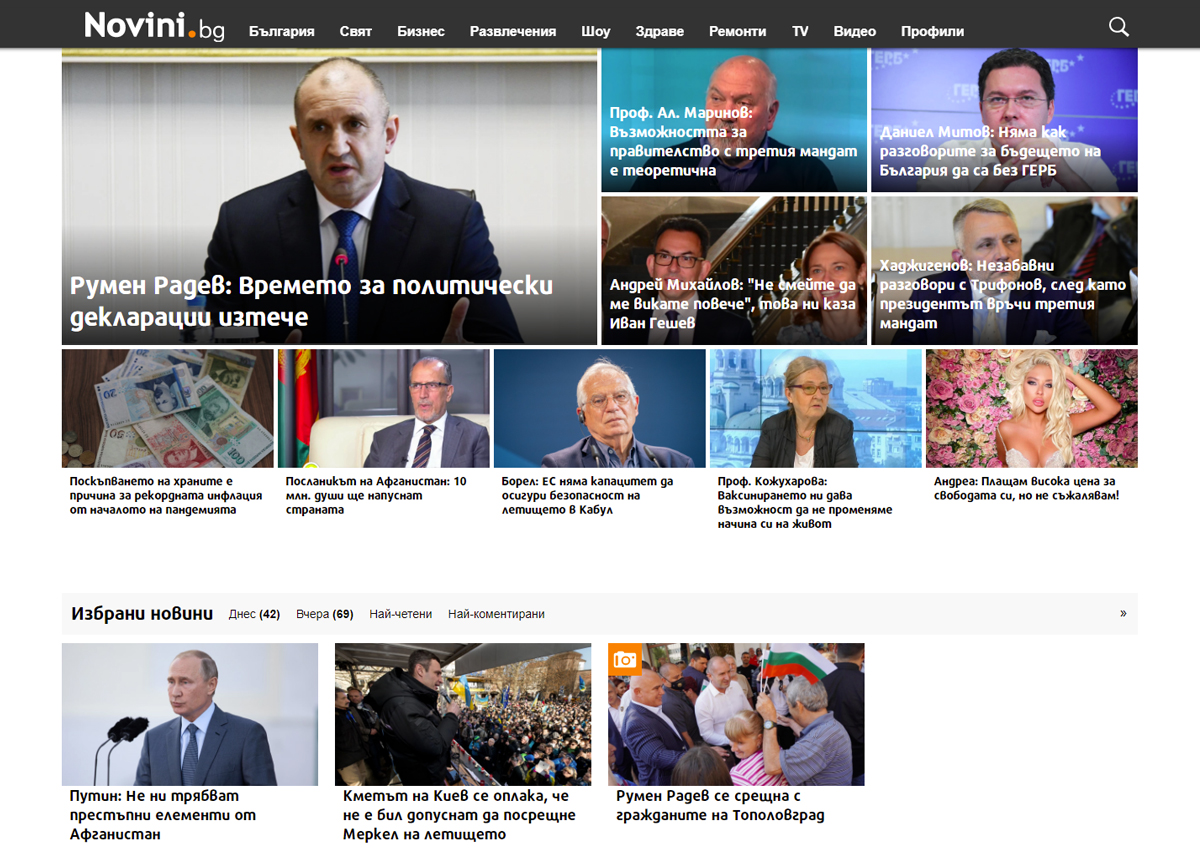 Novini.bg
България Свят Бизнес Развлечения Шоу Здраве Ремонти TV Видео Профили
Румен Радев: Времето за политически
декларации изтече
Проф. Ал. Маринов:
Възможността за
правителство с третия мандат
е теоретична
Даниел Митов: Няма как
разговорите за бъдещето на
България да са без ГЕРБ
Андрей Михайлов: "Не смейте да
ме викате повече", това ни каза
Иван Гешев
Хаджигенов: Незабавни
разговори с Трифонов, след като
президентът връчи третия
мандат
Поскъпването на храните е
причина за рекордната инфлация
от началото на пандемията
Посланикът на Афганистан: 10
млн. души ще напуснат
страната
Борел: ЕС няма капацитет да
осигури безопасност на
летището в Кабул
Проф. Кожухарова:
Ваксинирането ни дава
възможност да не променяме
начина си на живот
Андреа: Плащам висока цена за
свободата си, но не съжалявам!
Избрани новини Днес (42) Вчера (69) Най-четени Най-коментирани »
Путин: Не ни трябват
престъпни елементи от
Афганистан
Кметът на Киев се оплака, че
не е бил допуснат да посрещне
Меркел на летището
Румен Радев се срещна с
гражданите на Тополовград